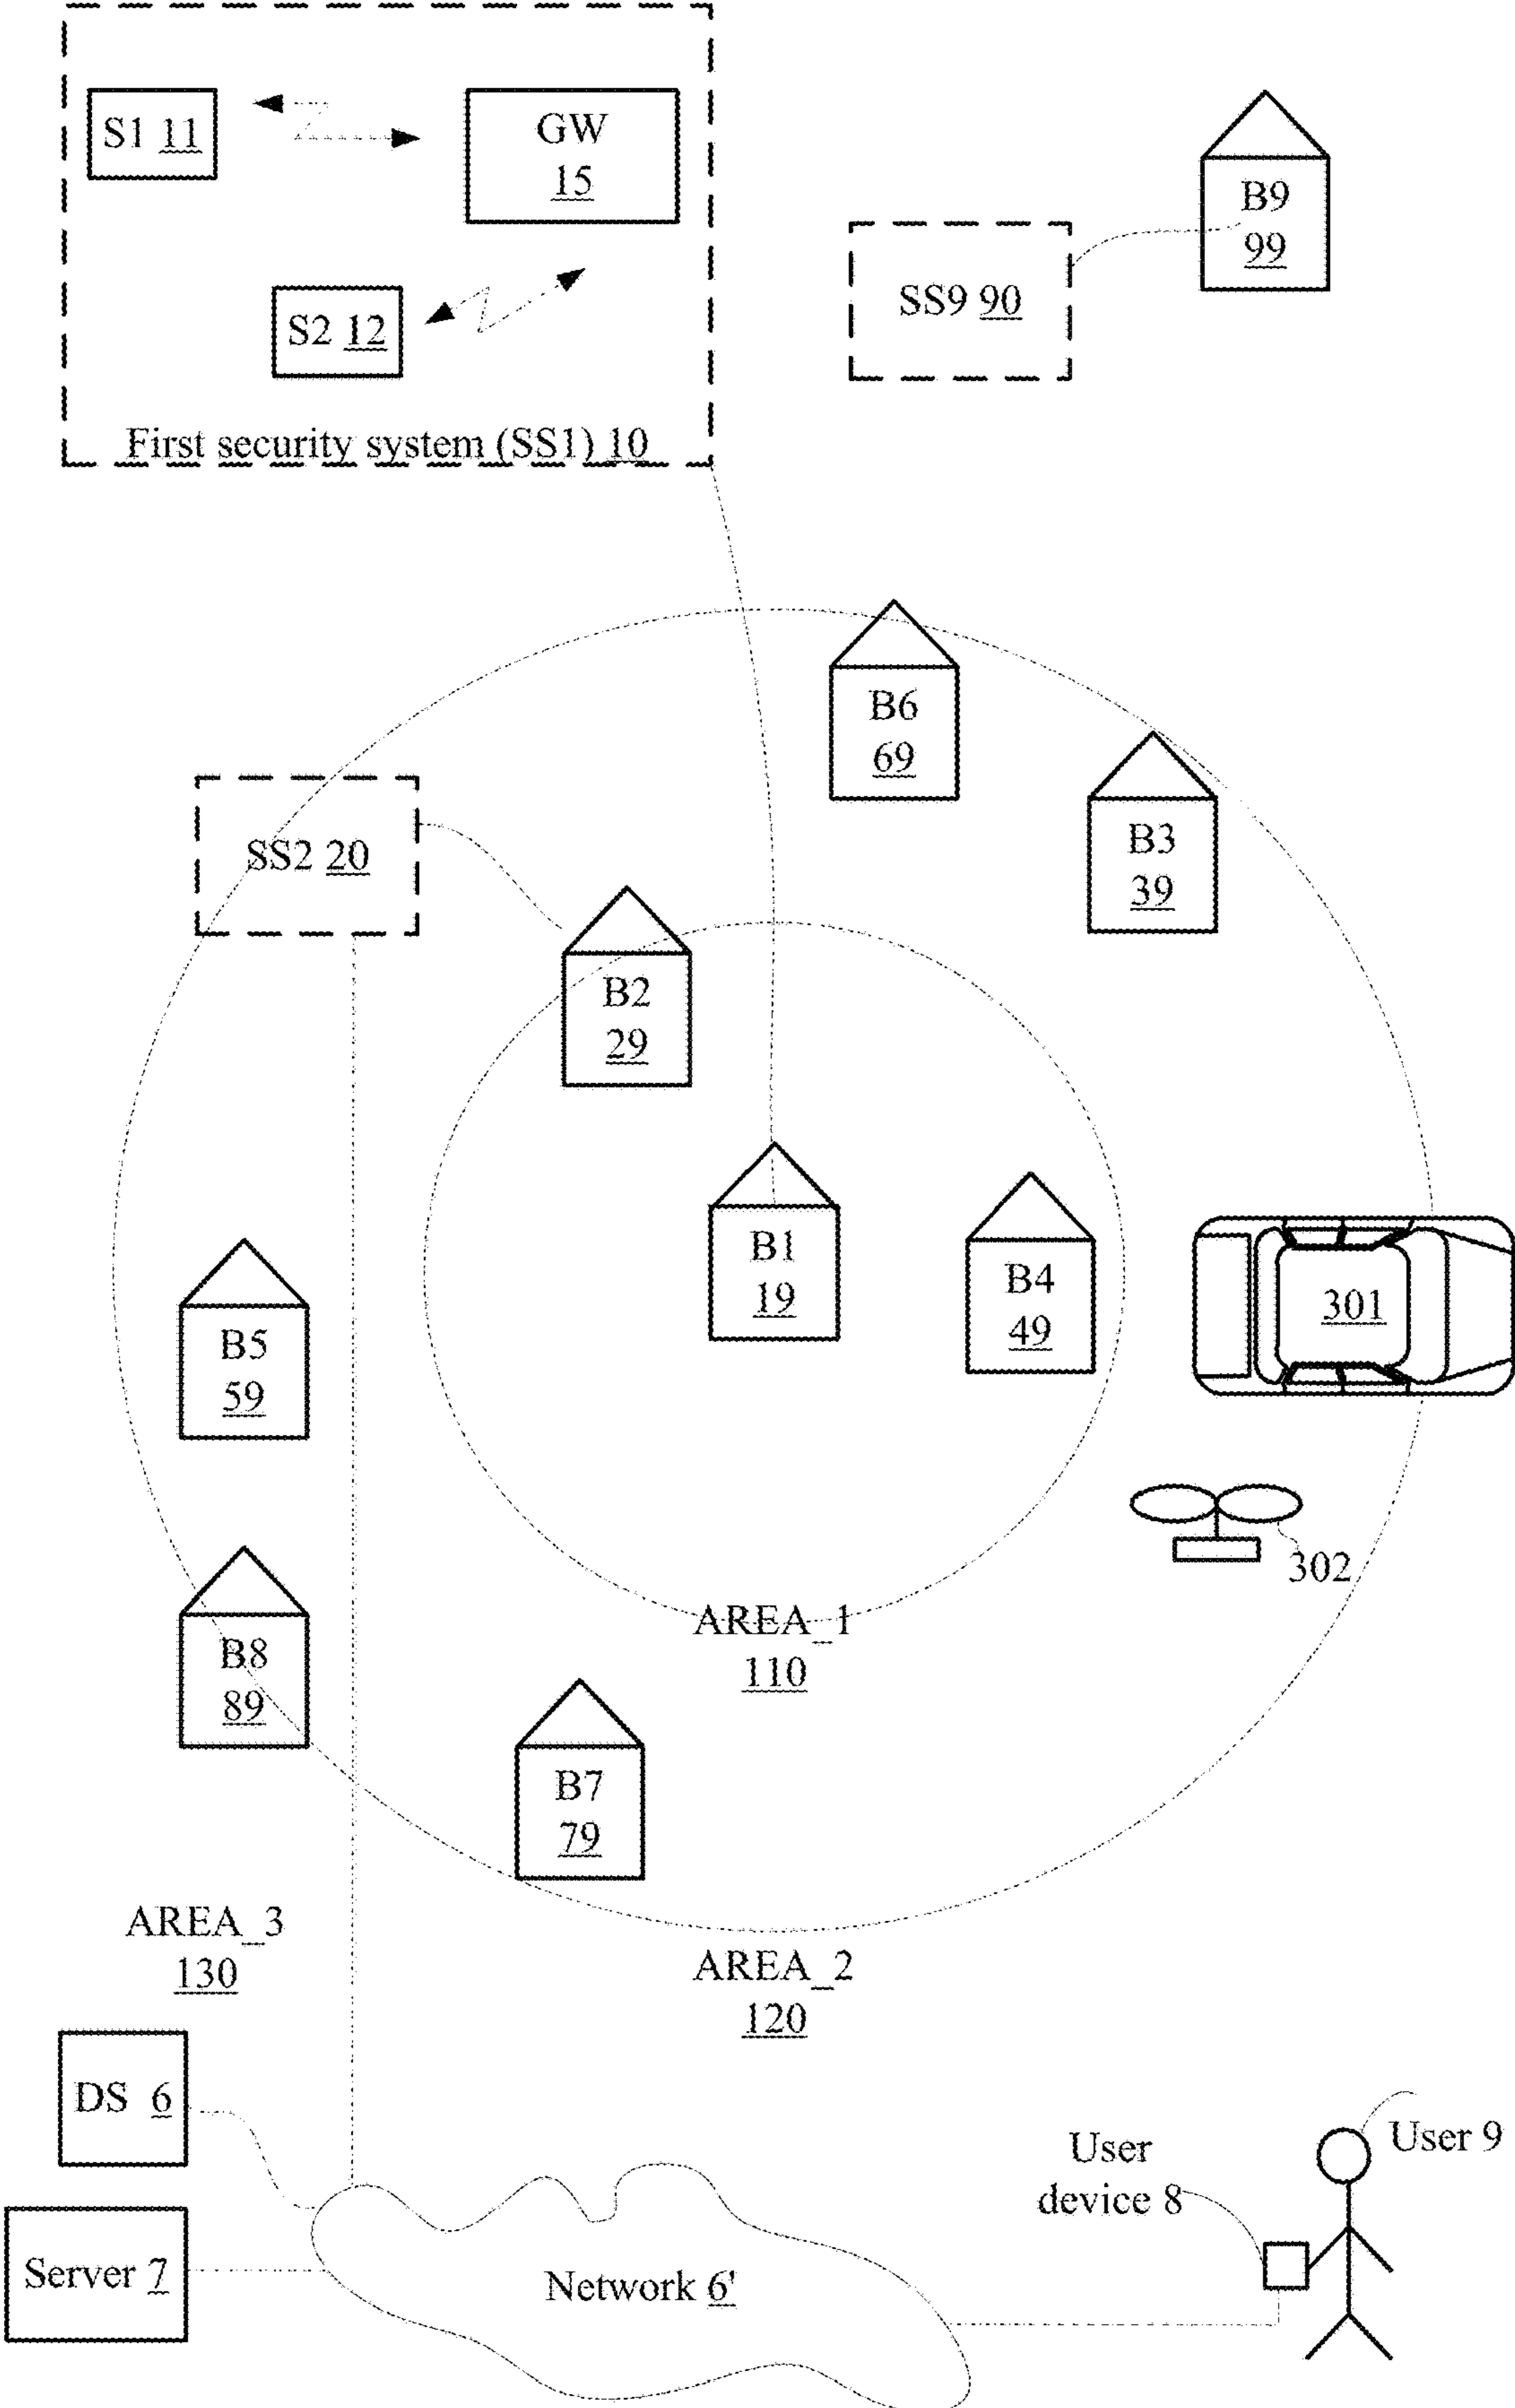 S1 11
GW
15
S2 12
First security system (SS1) 10
B9
99
SS9 90
B6
69
B3
39
SS2 20
B2
29
B1
19
B4
49
301
B5
59
302
B8
89
AREA_1
110
B7
79
AREA_3
130
AREA_2
120
DS 6
User 9
User
device 8
Server 7
Network 6'